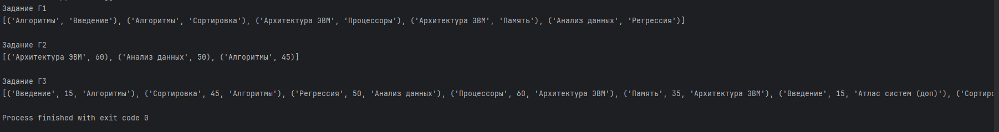 Задание Г1
[('Алгоритмы', 'Введение'), ('Алгоритмы', 'Сортировка'), ('Архитектура ЭВМ', 'Процессоры'), ('Архитектура ЭВМ', 'Память'), ('Анализ данных', 'Регрессия')]
Задание Г2
[('Архитектура ЭВМ', 60), ('Анализ данных', 50), ('Алгоритмы', 45)]
Задание Г3
[('Введение', 15, 'Алгоритмы'), ('Сортировка', 45, 'Алгоритмы'), ('Регрессия', 50, 'Анализ данных'), ('Процессоры', 60, 'Архитектура ЭВМ'), ('Память', 35, 'Архитектура ЭВМ'), ('Введение', 15, 'Атлас систем (доп)'), ('Сортиро
Process finished with exit code 0